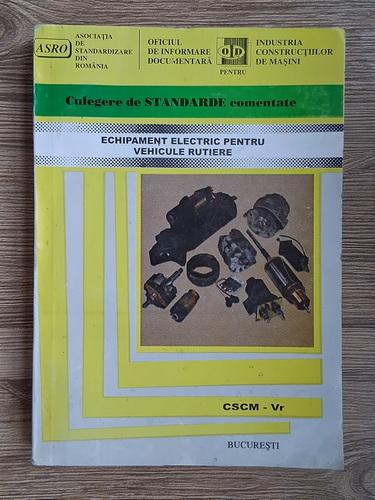 ASRO
ASOCIAȚIA
DE
STANDARDIZARE
DIN
ROMÂNIA
OFICIUL
DE INFORMARE
DOCUMENTARĂ
OID
PENTRU
INDUSTRIA
CONSTRUCȚIILOR
DE MAȘINI
Culegere de STANDARDE comentate
ECHIPAMENT ELECTRIC PENTRU
VEHICULE RUTIERE
CSCM - Vr
BUCUREȘTI